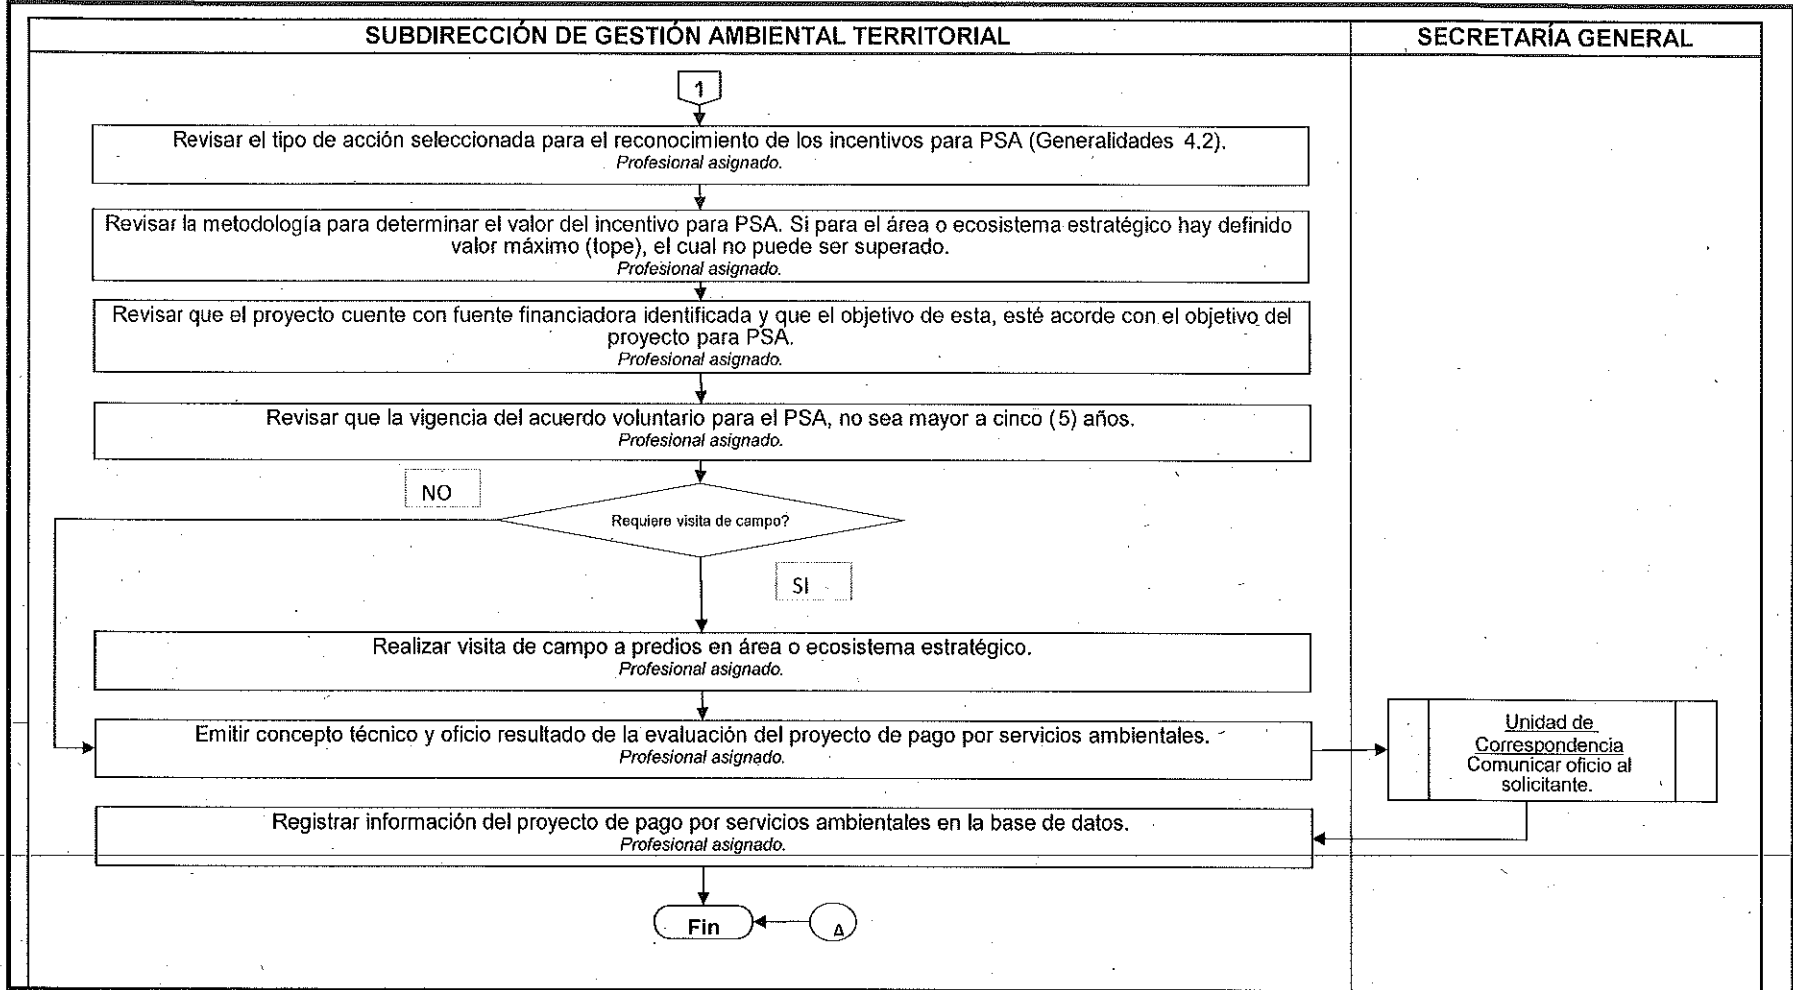 SUBDIRECCIÓN DE GESTIÓN AMBIENTAL TERRITORIAL
SECRETARÍA GENERAL
1
Revisar el tipo de acción seleccionada para el reconocimiento de los incentivos para PSA (Generalidades 4.2).
Profesional asignado.
Revisar la metodología para determinar el valor del incentivo para PSA. Si para el área o ecosistema estratégico hay definido
valor máximo (tope), el cual no puede ser superado.
Profesional asignado.
Revisar que el proyecto cuente con fuente financiadora identificada y que el objetivo de esta, esté acorde con el objetivo del
proyecto para PSA.
Profesional asignado.
Revisar que la vigencia del acuerdo voluntario para el PSA, no sea mayor a cinco (5) años.
Profesional asignado.
NO
Requiere visita de campo?
SI
Realizar visita de campo a predios en área o ecosistema estratégico.
Profesional asignado.
Emitir concepto técnico y oficio resultado de la evaluación del proyecto de pago por servicios ambientales.
Profesional asignado.
Unidad de
Correspondencia
Comunicar oficio al
solicitante.
Registrar información del proyecto de pago por servicios ambientales en la base de datos.
Profesional asignado.
Fin
A